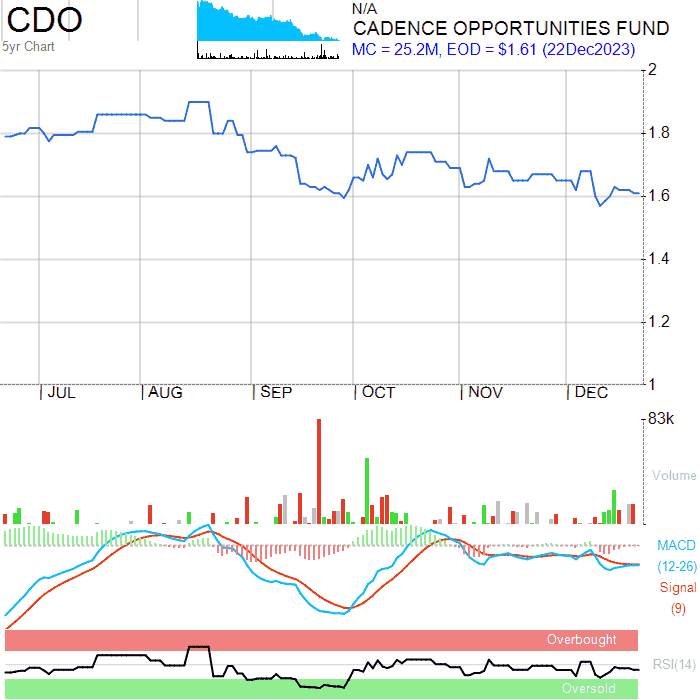 CDO
5yr Chart
N/A
CADENCE OPPORTUNITIES FUND
MC = 25.2M, EOD = $1.61 (22Dec2023)
2
1.8
1.6
1.4
1.2
1
JUL AUG SEP OCT NOV DEC
83k
Volume
MACD
(12-26)
Signal
(9)
Overbought
RSI(14)
Oversold